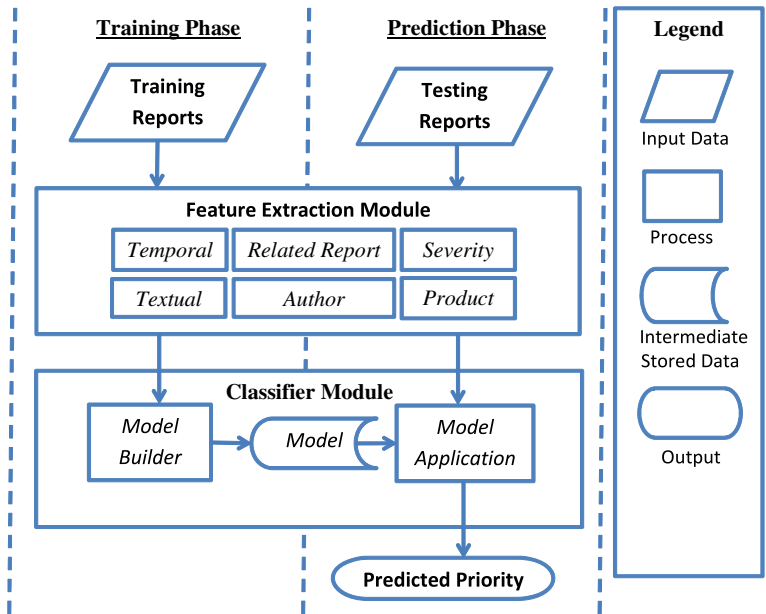 Training Phase
Prediction Phase
Legend
Training
Reports
Testing
Reports
Input Data
Feature Extraction Module
Temporal
Related Report
Severity
Textual
Author
Product
Process
Intermediate
Stored Data
Classifier Module
Model
Builder
Model
Model
Application
Output
Predicted Priority